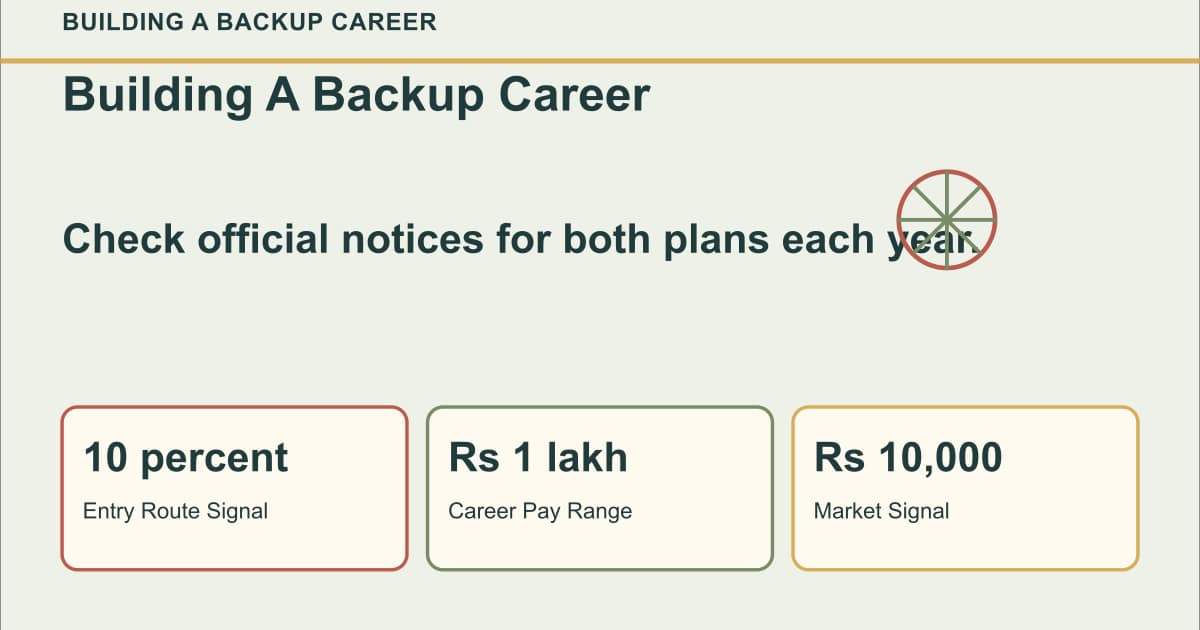 BUILDING A BACKUP CAREER
Building A Backup Career
Check official notices for both plans each year.
10 percent
Entry Route Signal
Rs 1 lakh
Career Pay Range
Rs 10,000
Market Signal